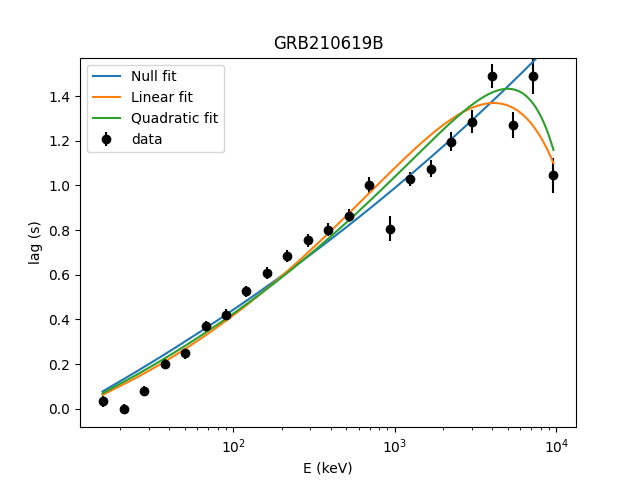 GRB210619B
Null fit
Linear fit
Quadratic fit
data
lag (s)
1.4
1.2
1.0
0.8
0.6
0.4
0.2
0.0
10²
10³
10⁴
E (keV)